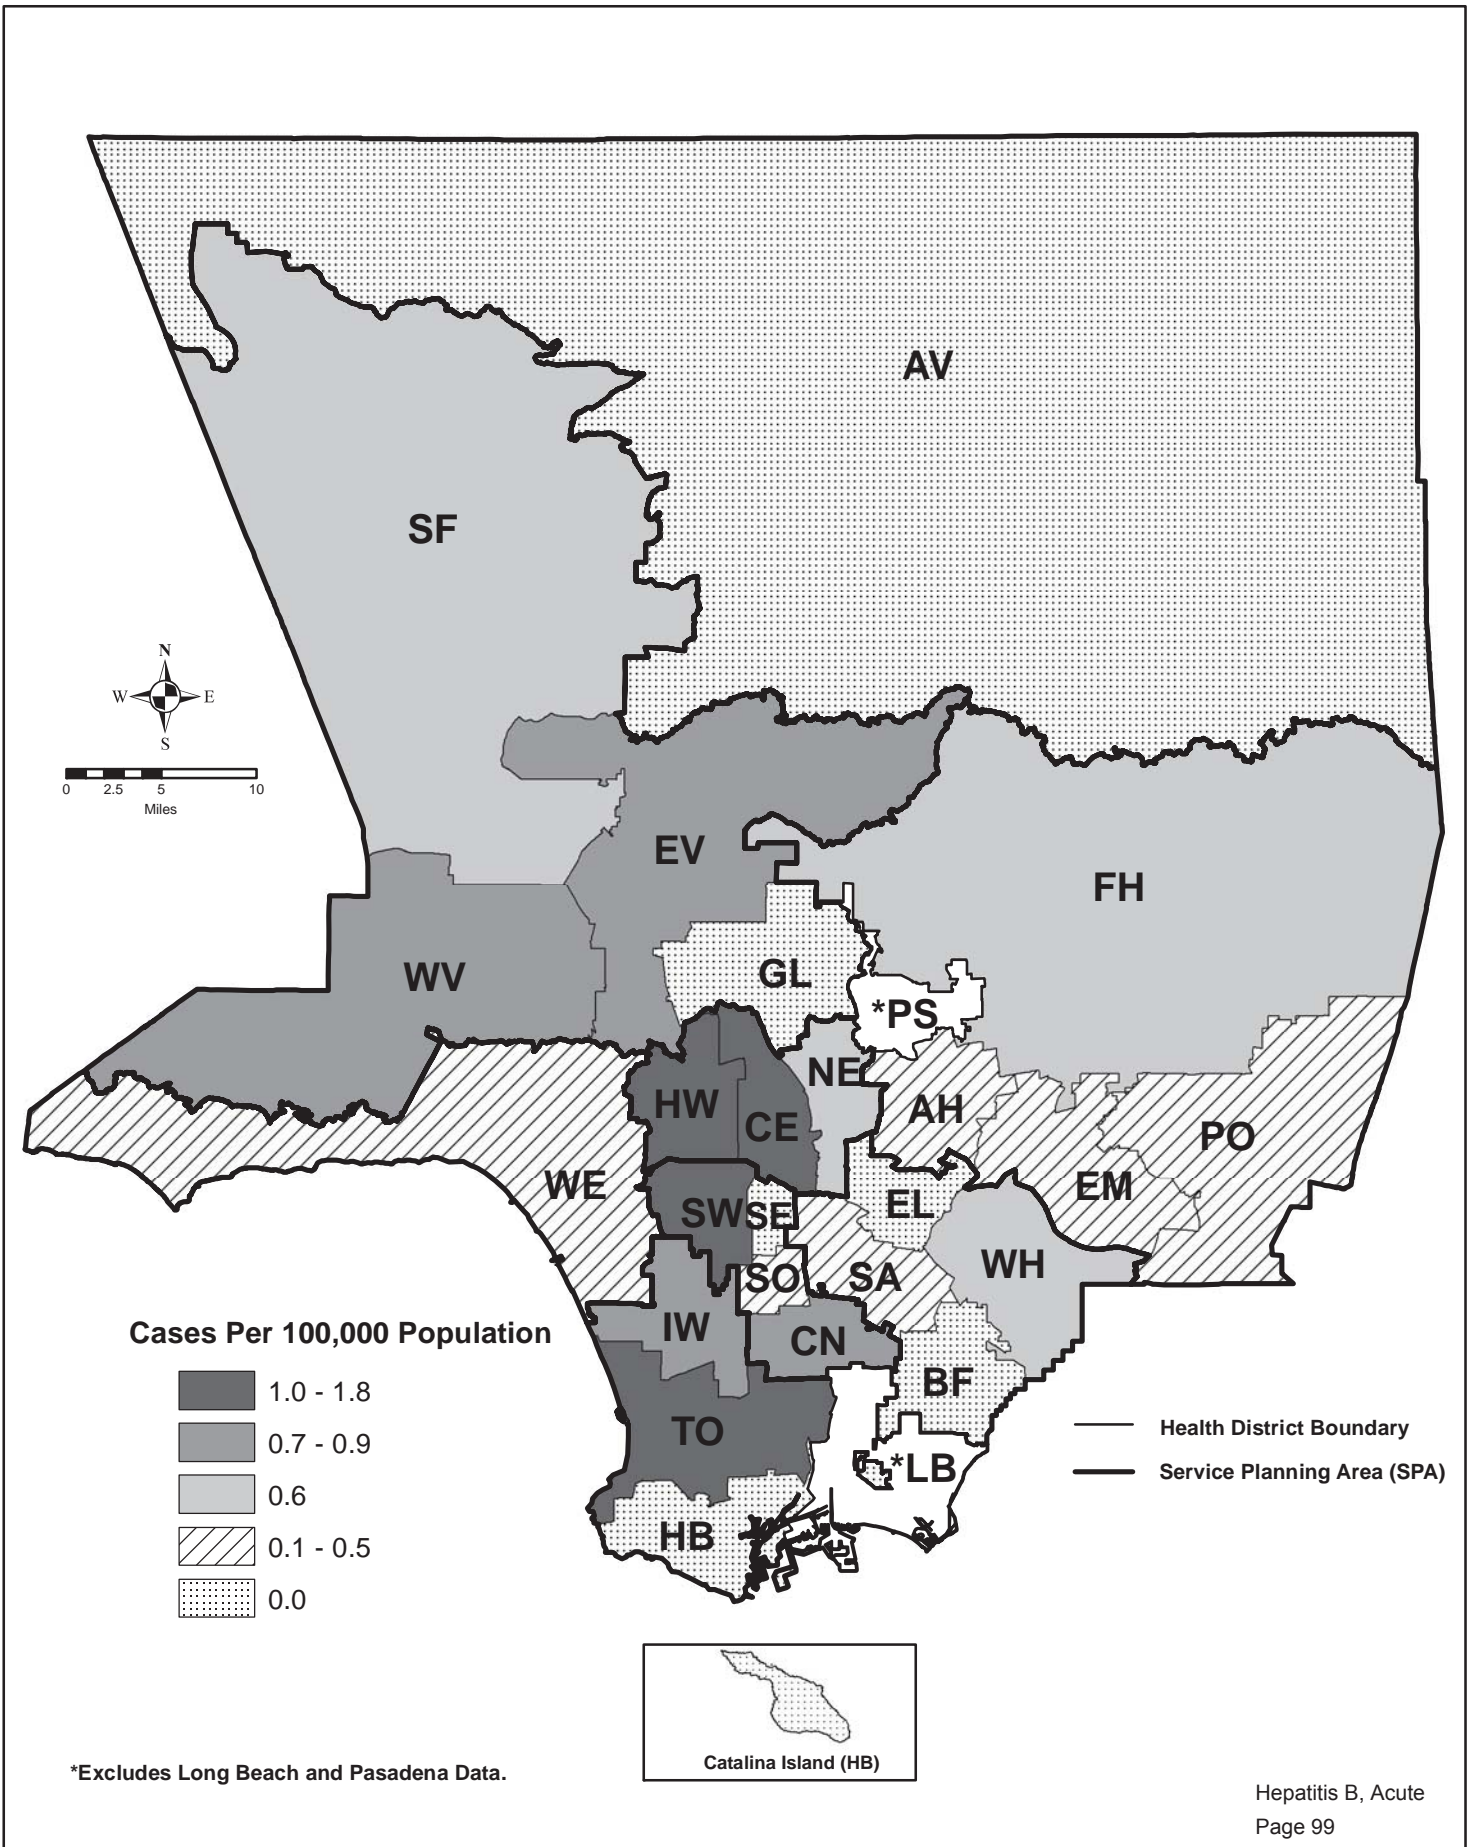 AV
SF
N
W E
S
0 2.5 5 10
Miles
EV
FH
WV
GL
*PS
NE
HW
AH
CE
PO
WE
EM
EL
SW
SE
WH
SO
SA
IW
CN
Cases Per 100,000 Population
1.0 - 1.8
0.7 - 0.9
0.6
0.1 - 0.5
0.0
BF
TO
*LB
HB
Health District Boundary
Service Planning Area (SPA)
Catalina Island (HB)
*Excludes Long Beach and Pasadena Data.
Hepatitis B, Acute
Page 99